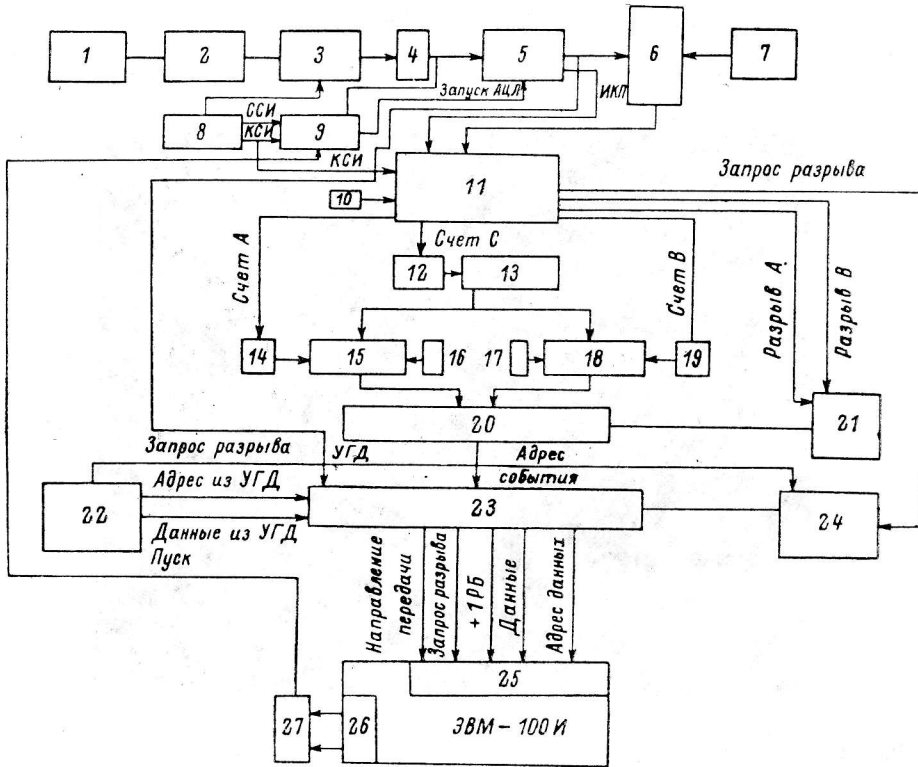 1
2
3
4
5
6
7
8
ССИ
КСИ
9
Запуск АЦП
ИКП
КСИ
10
11
Запрос разрыва
Счет А
12
Счет С
13
Счет В
Разрыв А
Разрыв В
14
15
16
17
18
19
20
21
Запрос разрыва
УГД
Адрес
события
22
Адрес из УГД
Данные из УГД
Пуск
23
24
Направление
передачи
Запрос разрыва
+1РБ
Данные
Адрес данных
25
26
27
ЭВМ – 100И